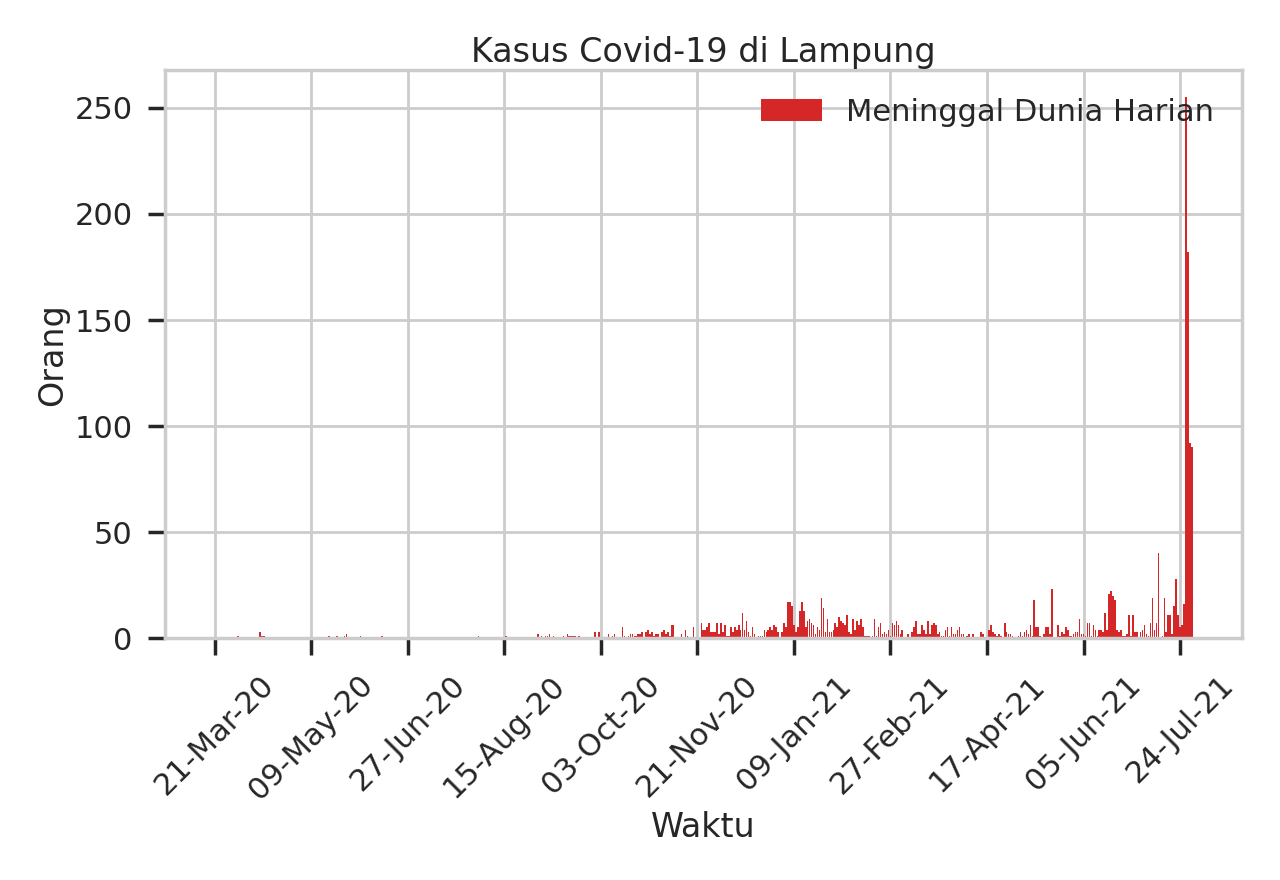 Kasus Covid-19 di Lampung
Meninggal Dunia Harian
Orang
250
200
150
100
50
0
21-Mar-20
09-May-20
27-Jun-20
15-Aug-20
03-Oct-20
21-Nov-20
09-Jan-21
27-Feb-21
17-Apr-21
05-Jun-21
24-Jul-21
Waktu